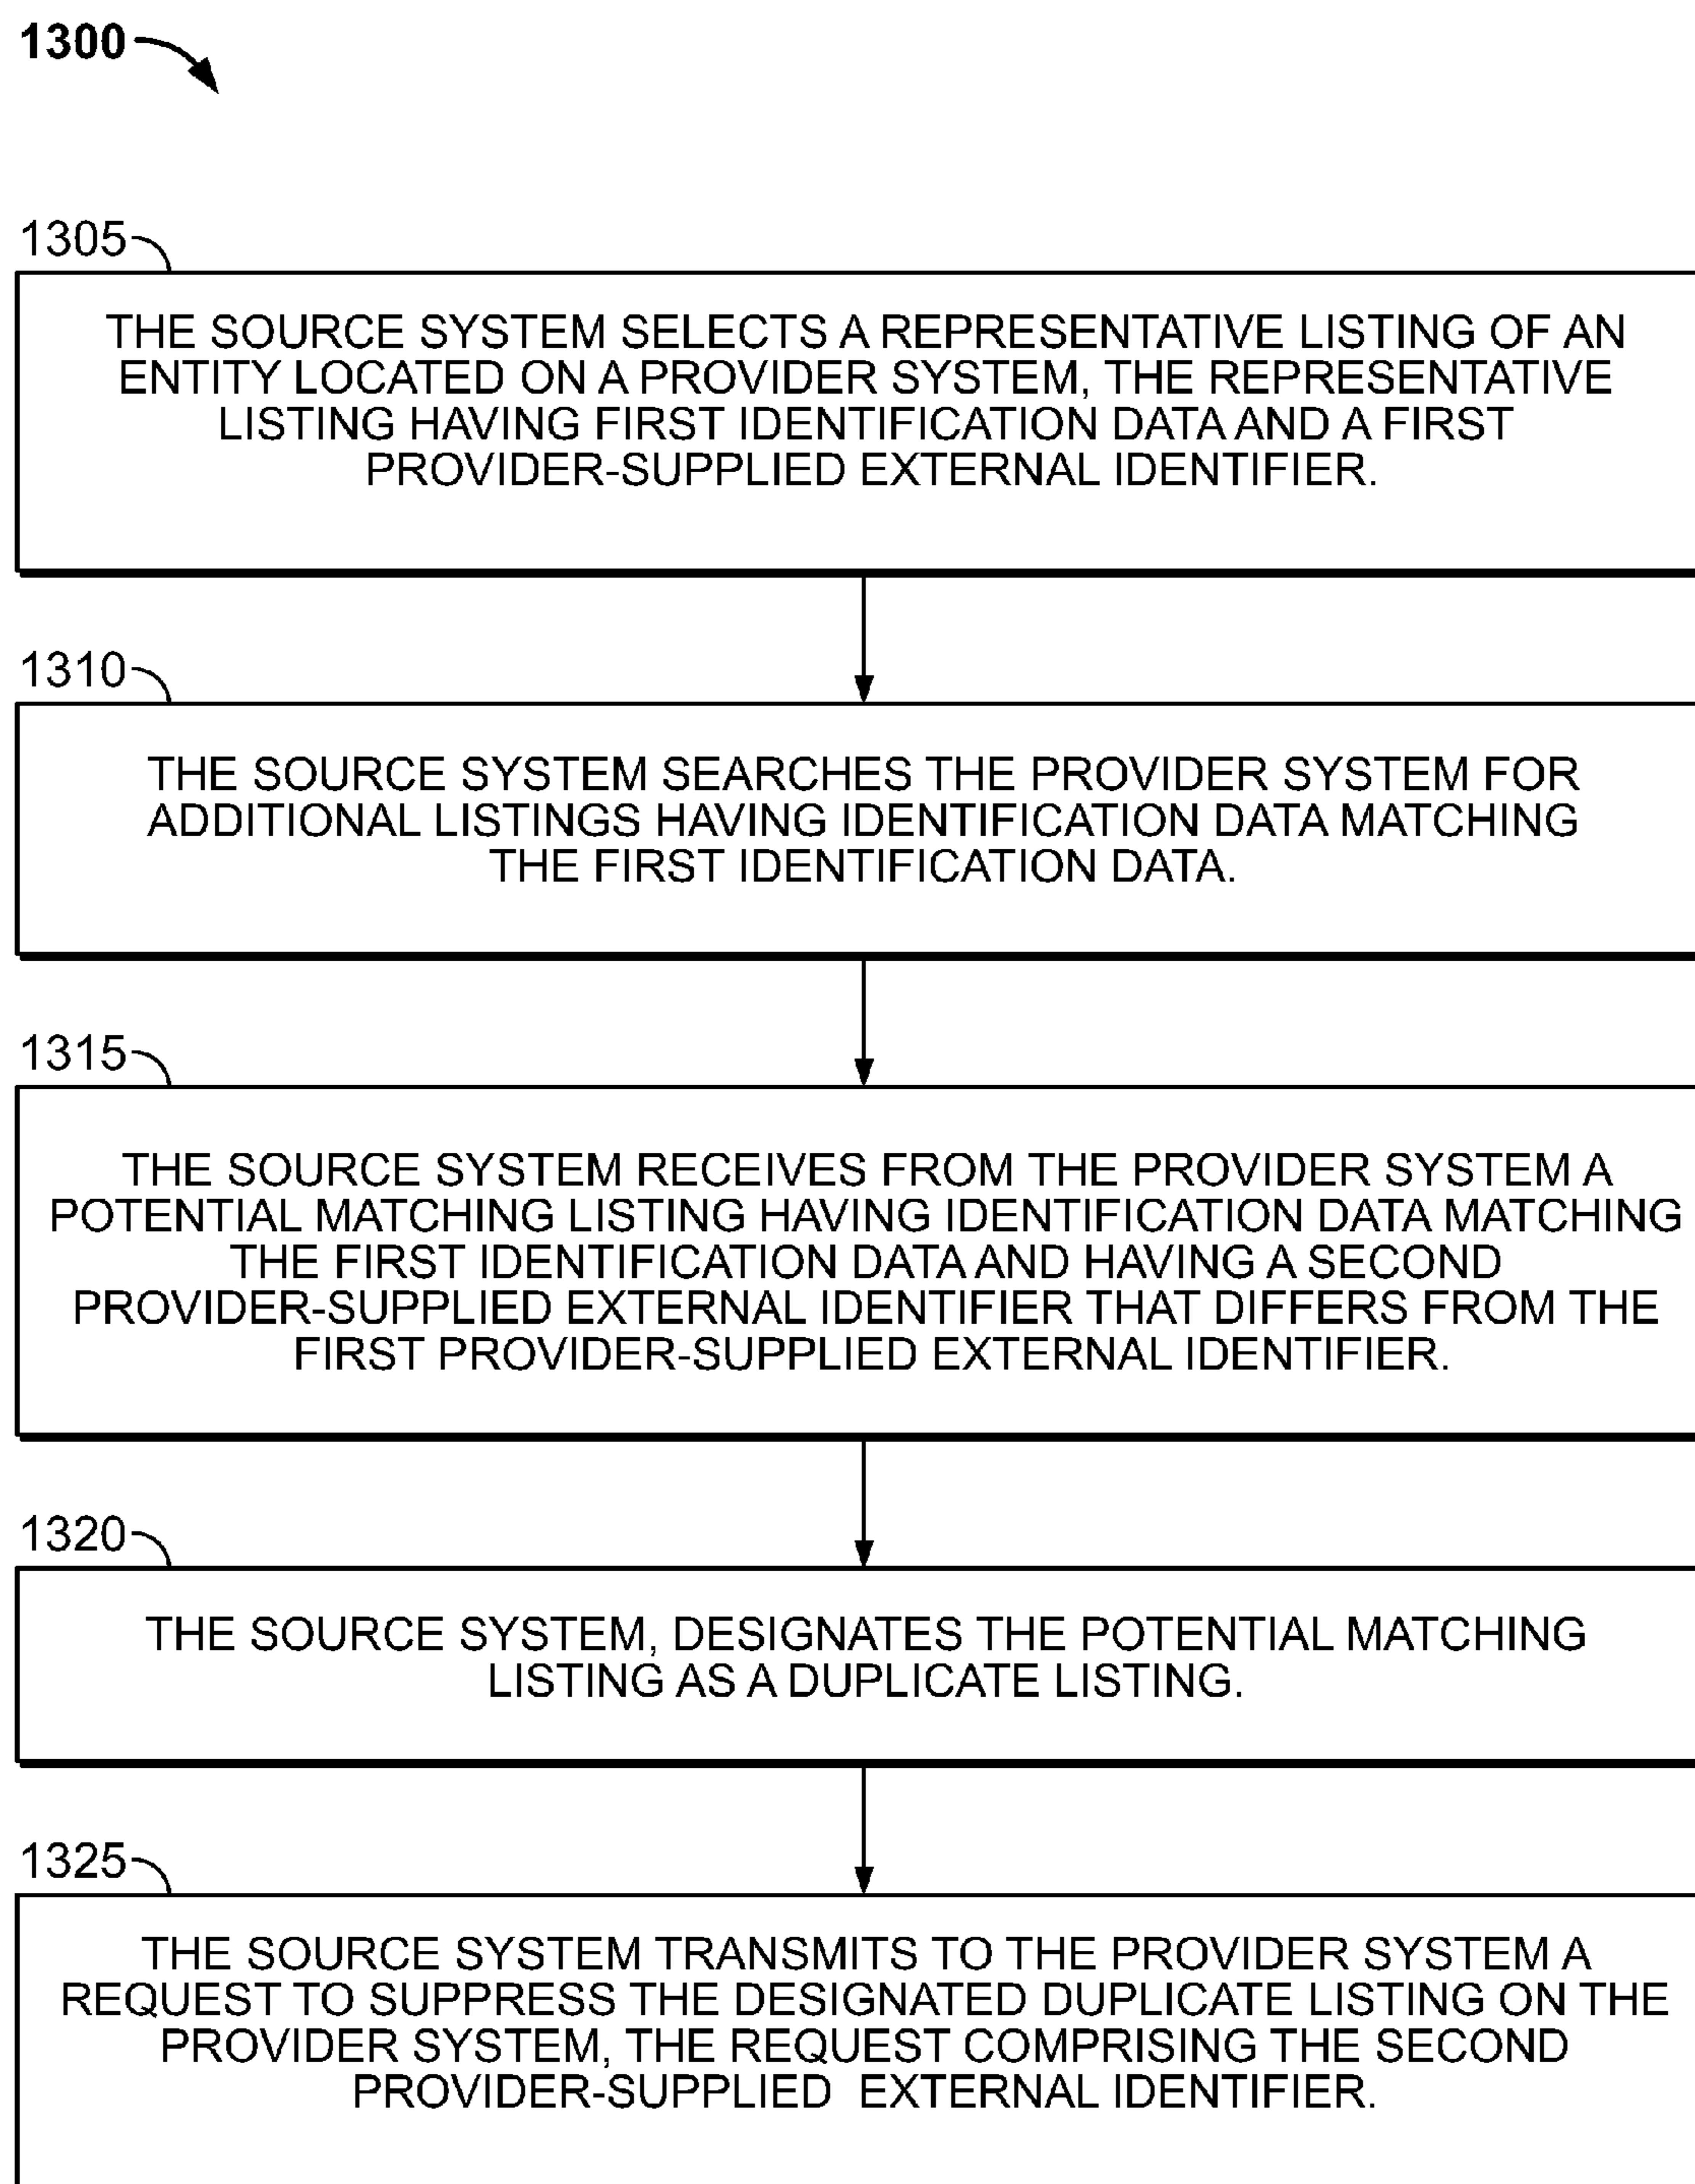 1300
1305
THE SOURCE SYSTEM SELECTS A REPRESENTATIVE LISTING OF AN
ENTITY LOCATED ON A PROVIDER SYSTEM, THE REPRESENTATIVE
LISTING HAVING FIRST IDENTIFICATION DATA AND A FIRST
PROVIDER-SUPPLIED EXTERNAL IDENTIFIER.
1310
THE SOURCE SYSTEM SEARCHES THE PROVIDER SYSTEM FOR
ADDITIONAL LISTINGS HAVING IDENTIFICATION DATA MATCHING
THE FIRST IDENTIFICATION DATA.
1315
THE SOURCE SYSTEM RECEIVES FROM THE PROVIDER SYSTEM A
POTENTIAL MATCHING LISTING HAVING IDENTIFICATION DATA MATCHING
THE FIRST IDENTIFICATION DATA AND HAVING A SECOND
PROVIDER-SUPPLIED EXTERNAL IDENTIFIER THAT DIFFERS FROM THE
FIRST PROVIDER-SUPPLIED EXTERNAL IDENTIFIER.
1320
THE SOURCE SYSTEM, DESIGNATES THE POTENTIAL MATCHING
LISTING AS A DUPLICATE LISTING.
1325
THE SOURCE SYSTEM TRANSMITS TO THE PROVIDER SYSTEM A
REQUEST TO SUPPRESS THE DESIGNATED DUPLICATE LISTING ON THE
PROVIDER SYSTEM, THE REQUEST COMPRISING THE SECOND
PROVIDER-SUPPLIED EXTERNAL IDENTIFIER.